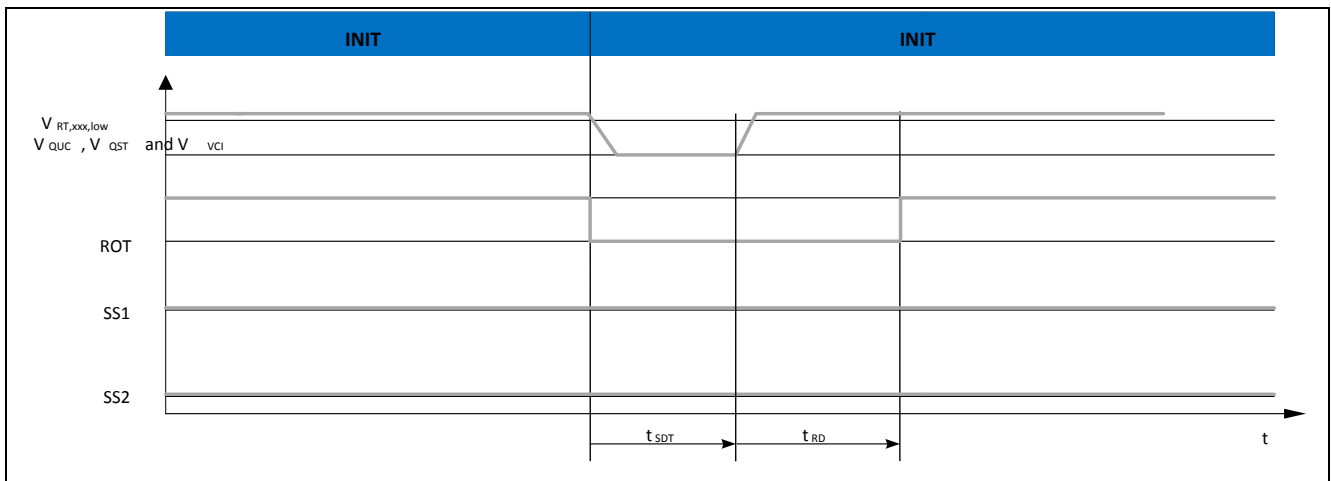 INIT INIT
V RT,xxx,low
V QUC , V QST and V VCI
ROT
SS1
SS2
t SDT t RD t